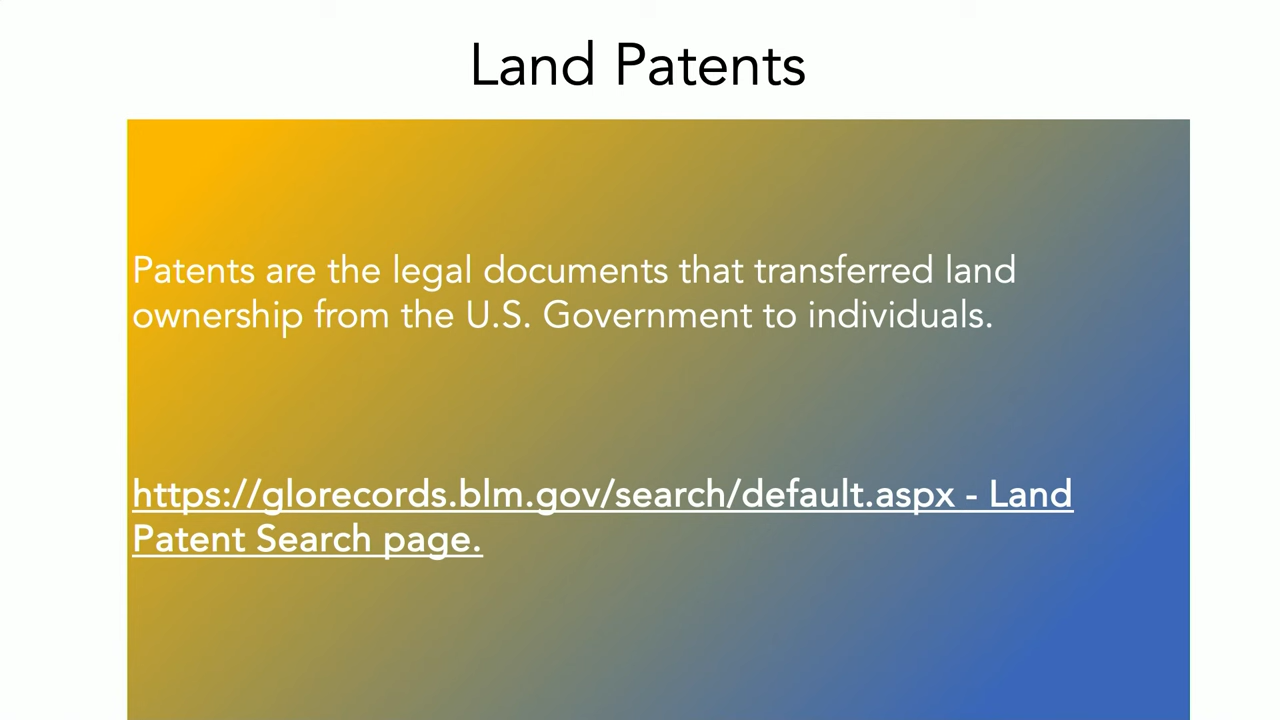 Land Patents
Patents are the legal documents that transferred land
ownership from the U.S. Government to individuals.
https://glorecords.blm.gov/search/default.aspx - Land
Patent Search page.